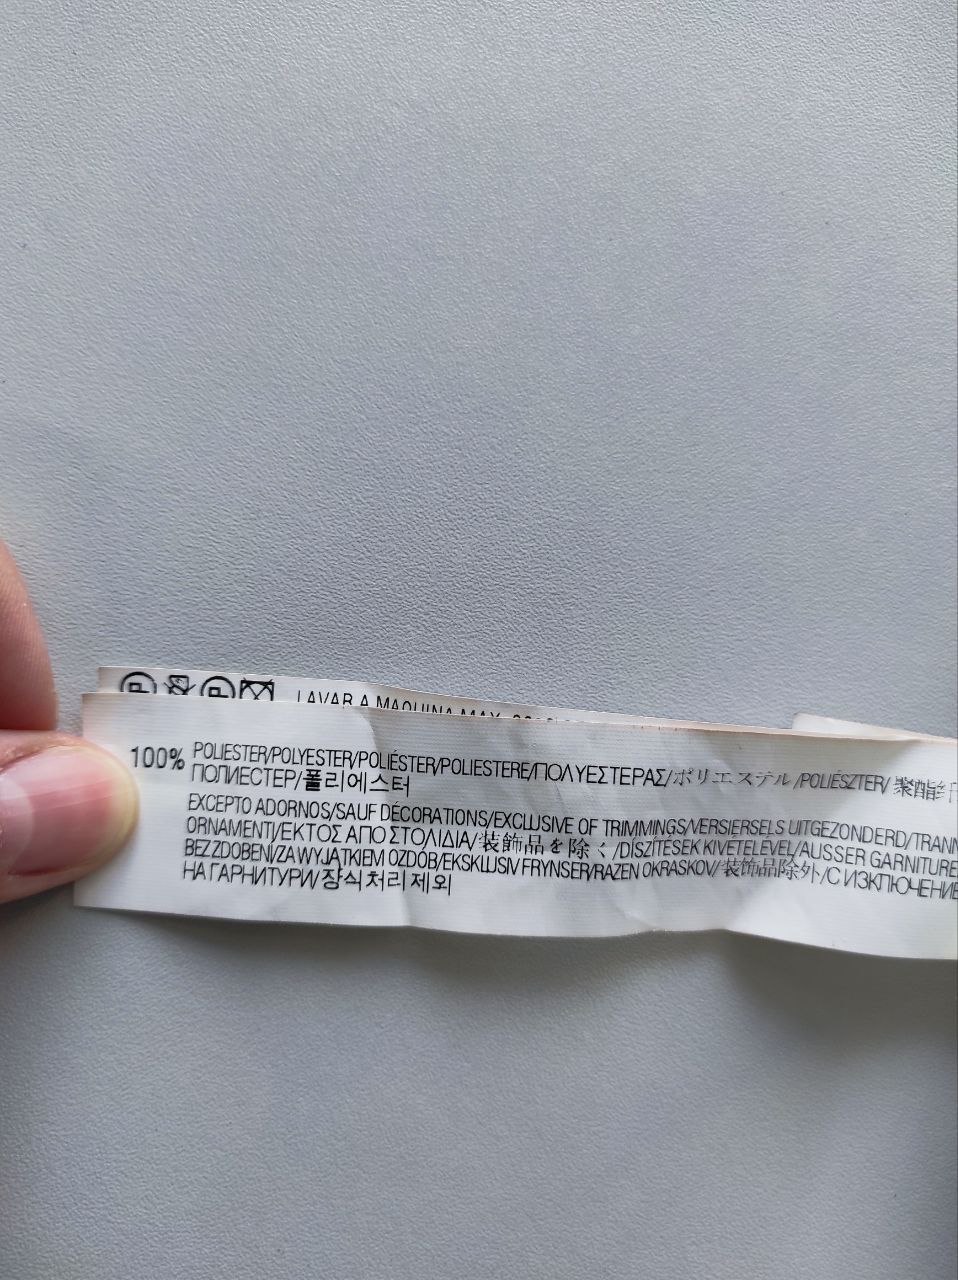 LAVAR A MAQUINA MAX.
100% POLIESTER/POLYESTER/POLIÉSTER/POLIESTERE/ΠΟΛΥΕΣΤΕΡΑΣ/ポリエステル/POLIÉSZTER/聚酯纤
ПОЛИЕСТЕР/폴리에스터
EXCEPTO ADORNOS/SAUF DÉCORATIONS/EXCLUSIVE OF TRIMMINGS/VERSIERSELS UITGEZONDERD/TRANN
ORNAMENTI/ΕΚΤΟΣ ΑΠΟ ΣΤΟΛΙΔΙΑ/装飾品を除く/DÍSZÍTÉSEK KIVÉTELÉVEL/AUSSER GARNITURE
BEZ ZDOBENÍ/ZA WYJĄTKIEM OZDÓB/EKSKLUSIV FRYNSER/RAZEN OKRASKOV/装饰品除外/С ИЗКЛЮЧЕНИЕ
НА ГАРНИТУРИ/장식처리제외